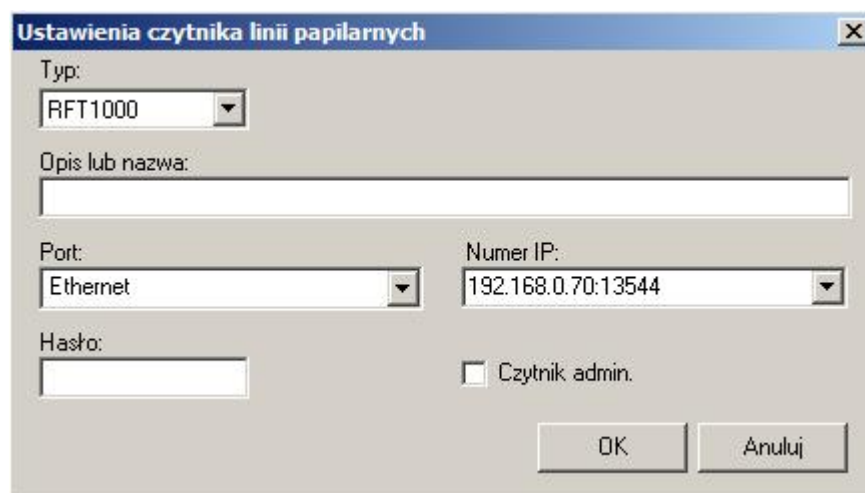 Ustawienia czytnika linii papilarnych
Typ:
RFT1000
Opis lub nazwa:
Port:
Numer IP:
Ethernet
192.168.0.70:13544
Hasło:
Czytnik admin.
OK
Anuluj